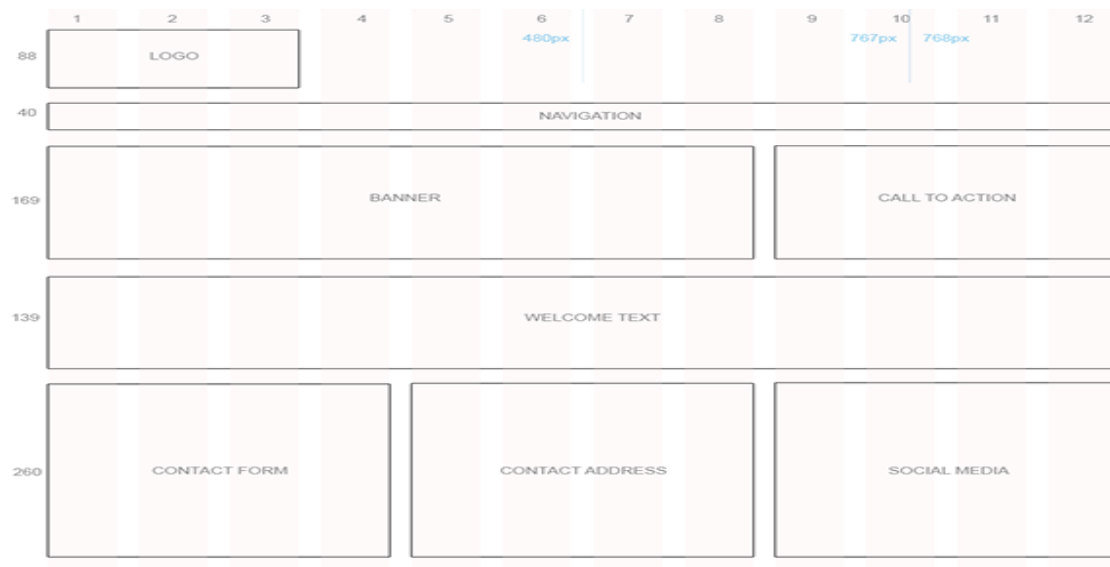 1 2 3 4 5 6 7 8 9 10 11 12
480px 767px 768px
88 LOGO
40 NAVIGATION
169 BANNER CALL TO ACTION
139 WELCOME TEXT
260 CONTACT FORM CONTACT ADDRESS SOCIAL MEDIA